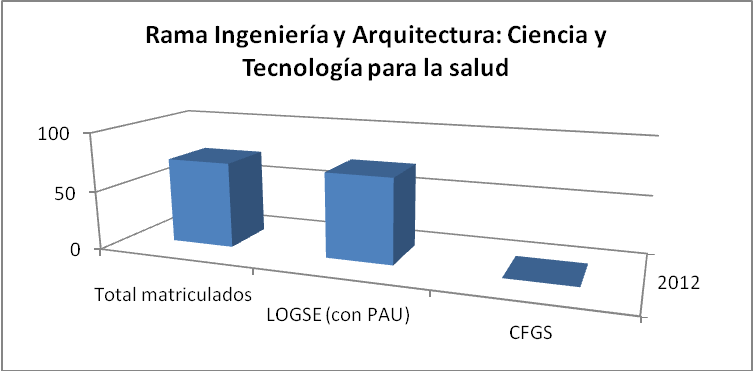 Rama Ingeniería y Arquitectura: Ciencia y
Tecnología para la salud
100
50
0
Total matriculados
LOGSE (con PAU)
CFGS
2012